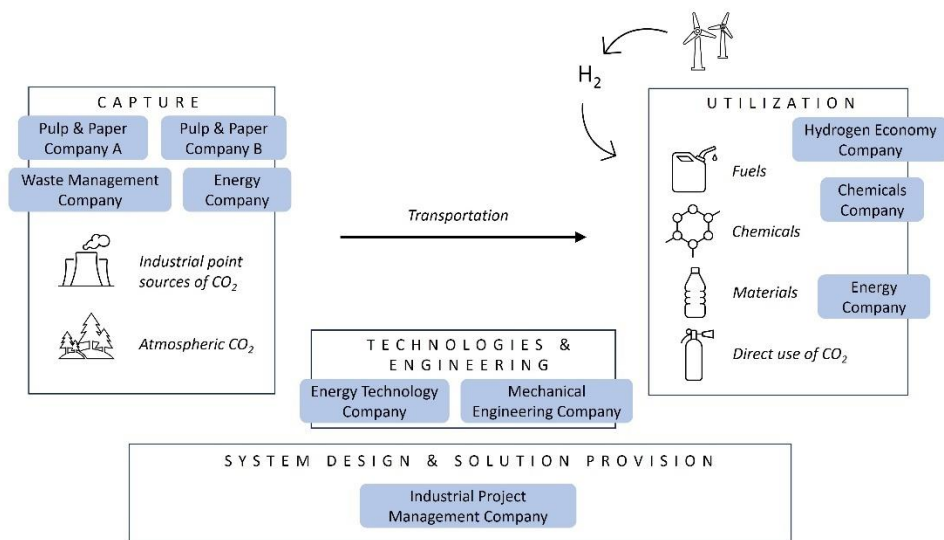 CAPTURE
Pulp & Paper
Company A
Pulp & Paper
Company B
Waste Management
Company
Energy
Company
Industrial point
sources of CO₂
Atmospheric CO₂
Transportation
H₂
UTILIZATION
Hydrogen Economy
Company
Fuels
Chemicals
Company
Chemicals
Materials
Energy
Company
Direct use of CO₂
TECHNOLOGIES &
ENGINEERING
Energy Technology
Company
Mechanical
Engineering Company
SYSTEM DESIGN & SOLUTION PROVISION
Industrial Project
Management Company